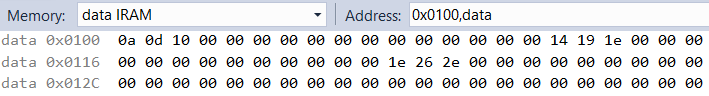 Memory: data IRAM Address: 0x0100,data
data 0x0100 0a 0d 10 00 00 00 00 00 00 00 00 00 00 00 00 00 14 19 1e 00 00 00
data 0x0116 00 00 00 00 00 00 00 00 00 00 1e 26 2e 00 00 00 00 00 00 00 00 00
data 0x012C 00 00 00 00 00 00 00 00 00 00 00 00 00 00 00 00 00 00 00 00 00 00